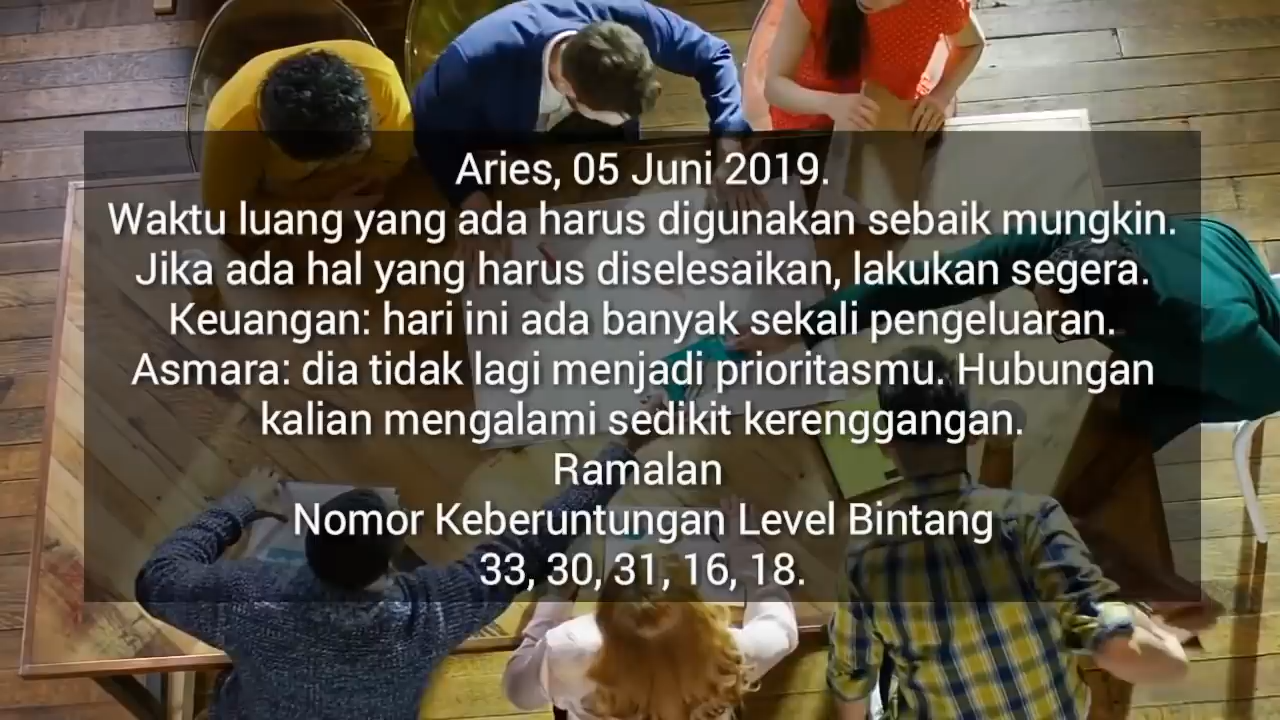 Aries, 05 Juni 2019.
Waktu luang yang ada harus digunakan sebaik mungkin.
Jika ada hal yang harus diselesaikan, lakukan segera.
Keuangan: hari ini ada banyak sekali pengeluaran.
Asmara: dia tidak lagi menjadi prioritasmu. Hubungan
kalian mengalami sedikit kerenggangan.
Ramalan
Nomor Keberuntungan Level Bintang
33, 30, 31, 16, 18.